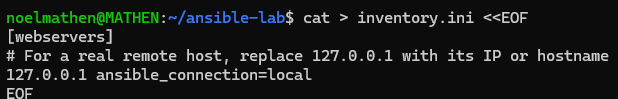 noelmathen@MATHEN:~/ansible-lab$ cat > inventory.ini <<EOF
[webservers]
# For a real remote host, replace 127.0.0.1 with its IP or hostname
127.0.0.1 ansible_connection=local
EOF